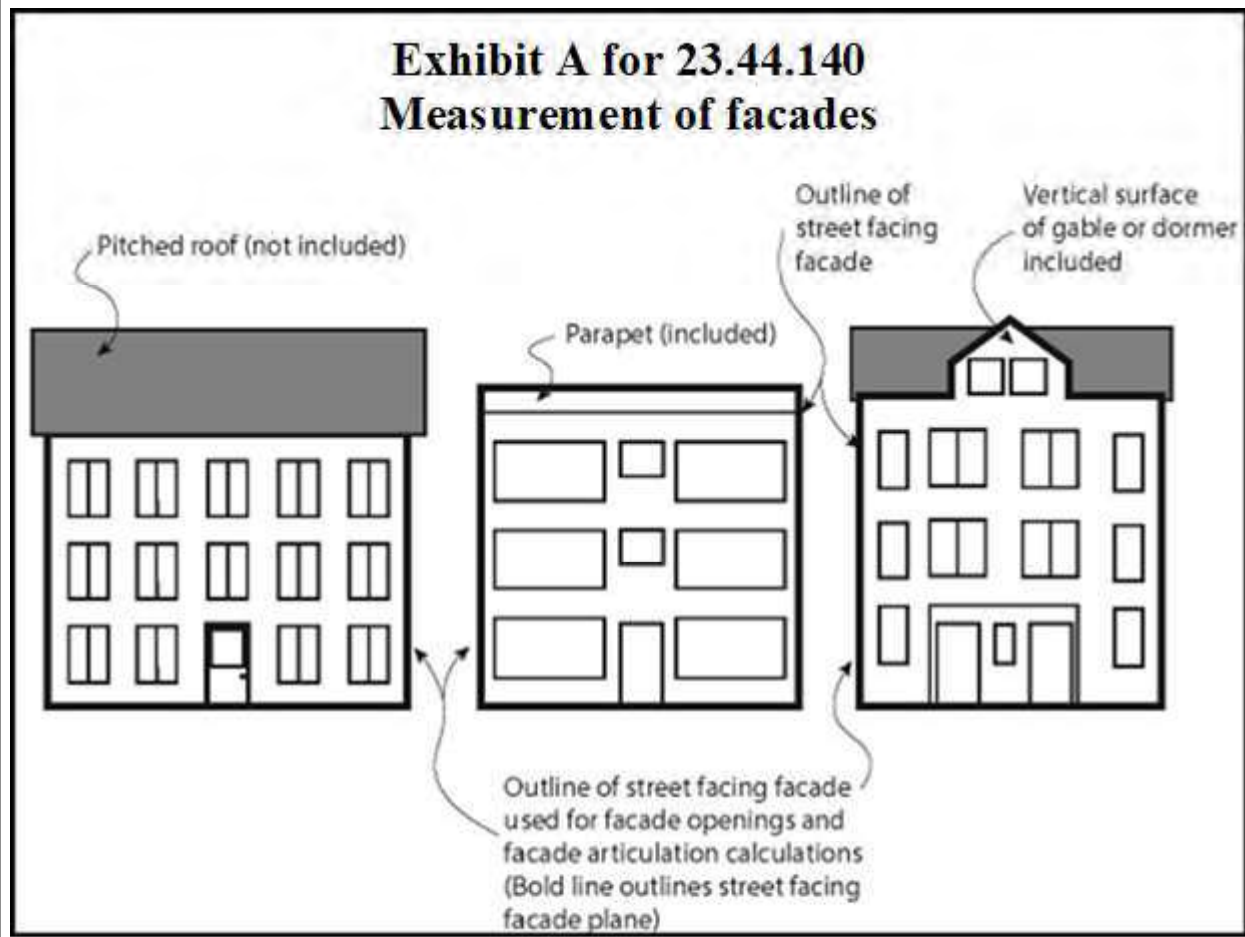 Exhibit A for 23.44.140
Measurement of facades
Pitched roof (not included)
Parapet (included)
Outline of
street facing
facade
Vertical surface
of gable or dormer
included
Outline of street facing facade
used for facade openings and
facade articulation calculations
(Bold line outlines street facing
facade plane)